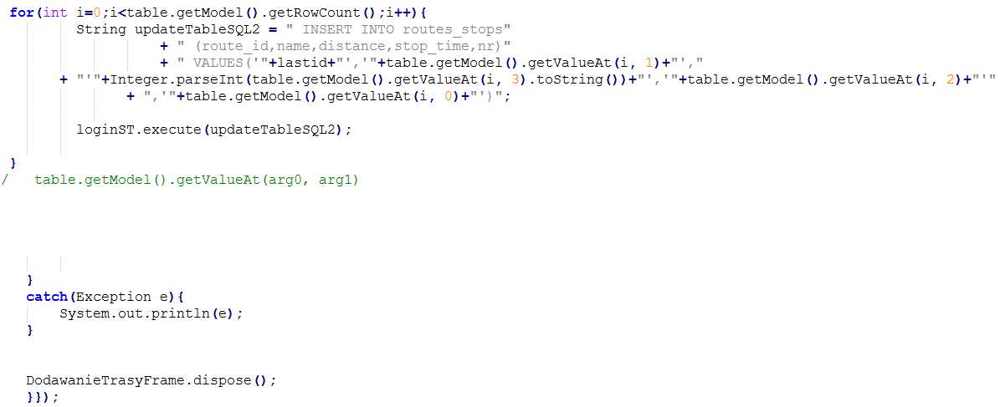 for(int i=0;i<table.getModel().getRowCount();i++){
String updateTableSQL2 = " INSERT INTO routes_stops"
+ " (route_id,name,distance,stop_time,nr)"
+ " VALUES('"+lastid+"','"+table.getModel().getValueAt(i, 1)+"',"
+ "'"+Integer.parseInt(table.getModel().getValueAt(i, 3).toString())+"','"+table.getModel().getValueAt(i, 2)+"'"
+ ",'"+table.getModel().getValueAt(i, 0)+"')";
loginST.execute(updateTableSQL2);
}
/ table.getModel().getValueAt(arg0, arg1)
}
catch(Exception e){
System.out.println(e);
}
DodawanieTrasyFrame.dispose();
}});